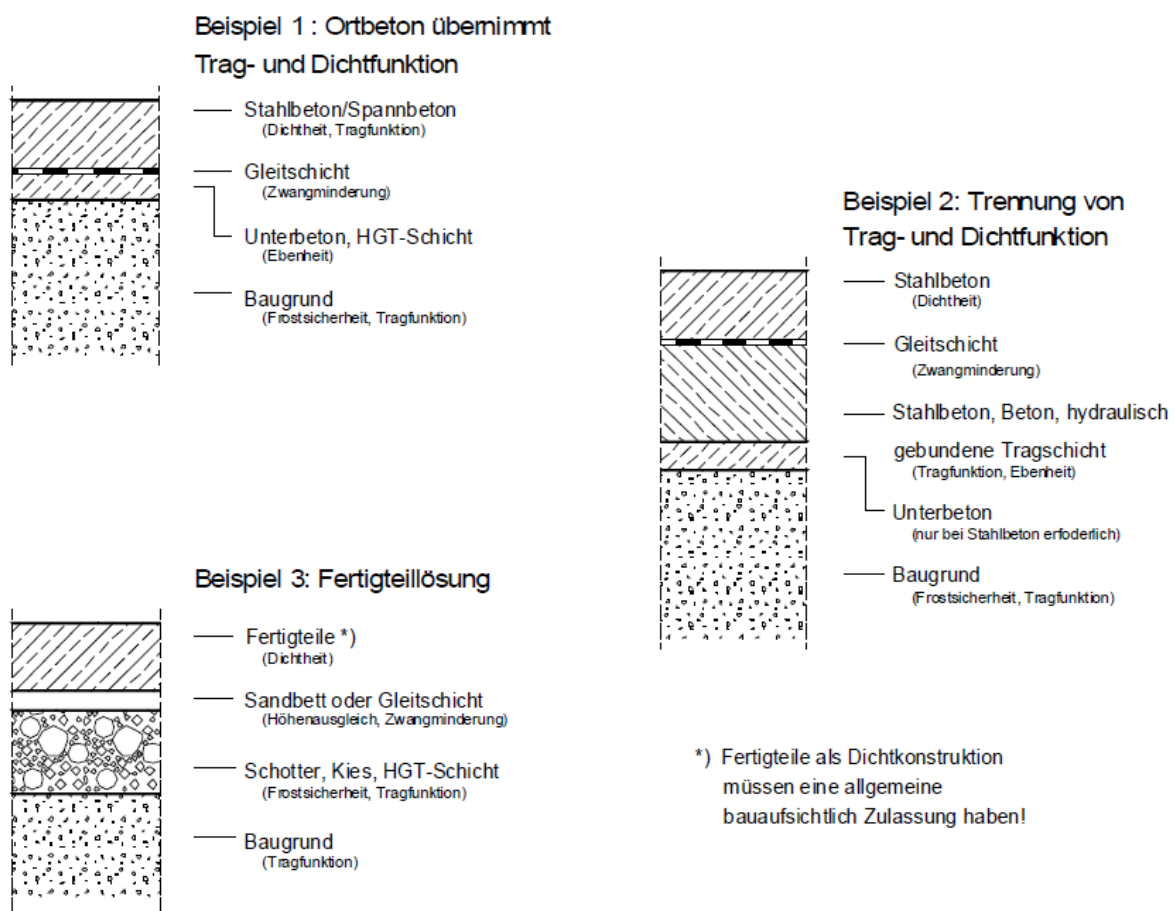 Beispiel 1 : Ortbeton übernimmt
Trag- und Dichtfunktion
Stahlbeton/Spannbeton
(Dichtheit, Tragfunktion)
Gleitschicht
(Zwangminderung)
Unterbeton, HGT-Schicht
(Ebenheit)
Baugrund
(Frostsicherheit, Tragfunktion)
Beispiel 2: Trennung von
Trag- und Dichtfunktion
Stahlbeton
(Dichtheit)
Gleitschicht
(Zwangminderung)
Stahlbeton, Beton, hydraulisch
gebundene Tragschicht
(Tragfunktion, Ebenheit)
Unterbeton
(nur bei Stahlbeton erfoderlich)
Baugrund
(Frostsicherheit, Tragfunktion)
Beispiel 3: Fertigteillösung
Fertigteile *)
(Dichtheit)
Sandbett oder Gleitschicht
(Höhenausgleich, Zwangminderung)
Schotter, Kies, HGT-Schicht
(Frostsicherheit, Tragfunktion)
Baugrund
(Tragfunktion)
*) Fertigteile als Dichtkonstruktion
müssen eine allgemeine
bauaufsichtlich Zulassung haben!